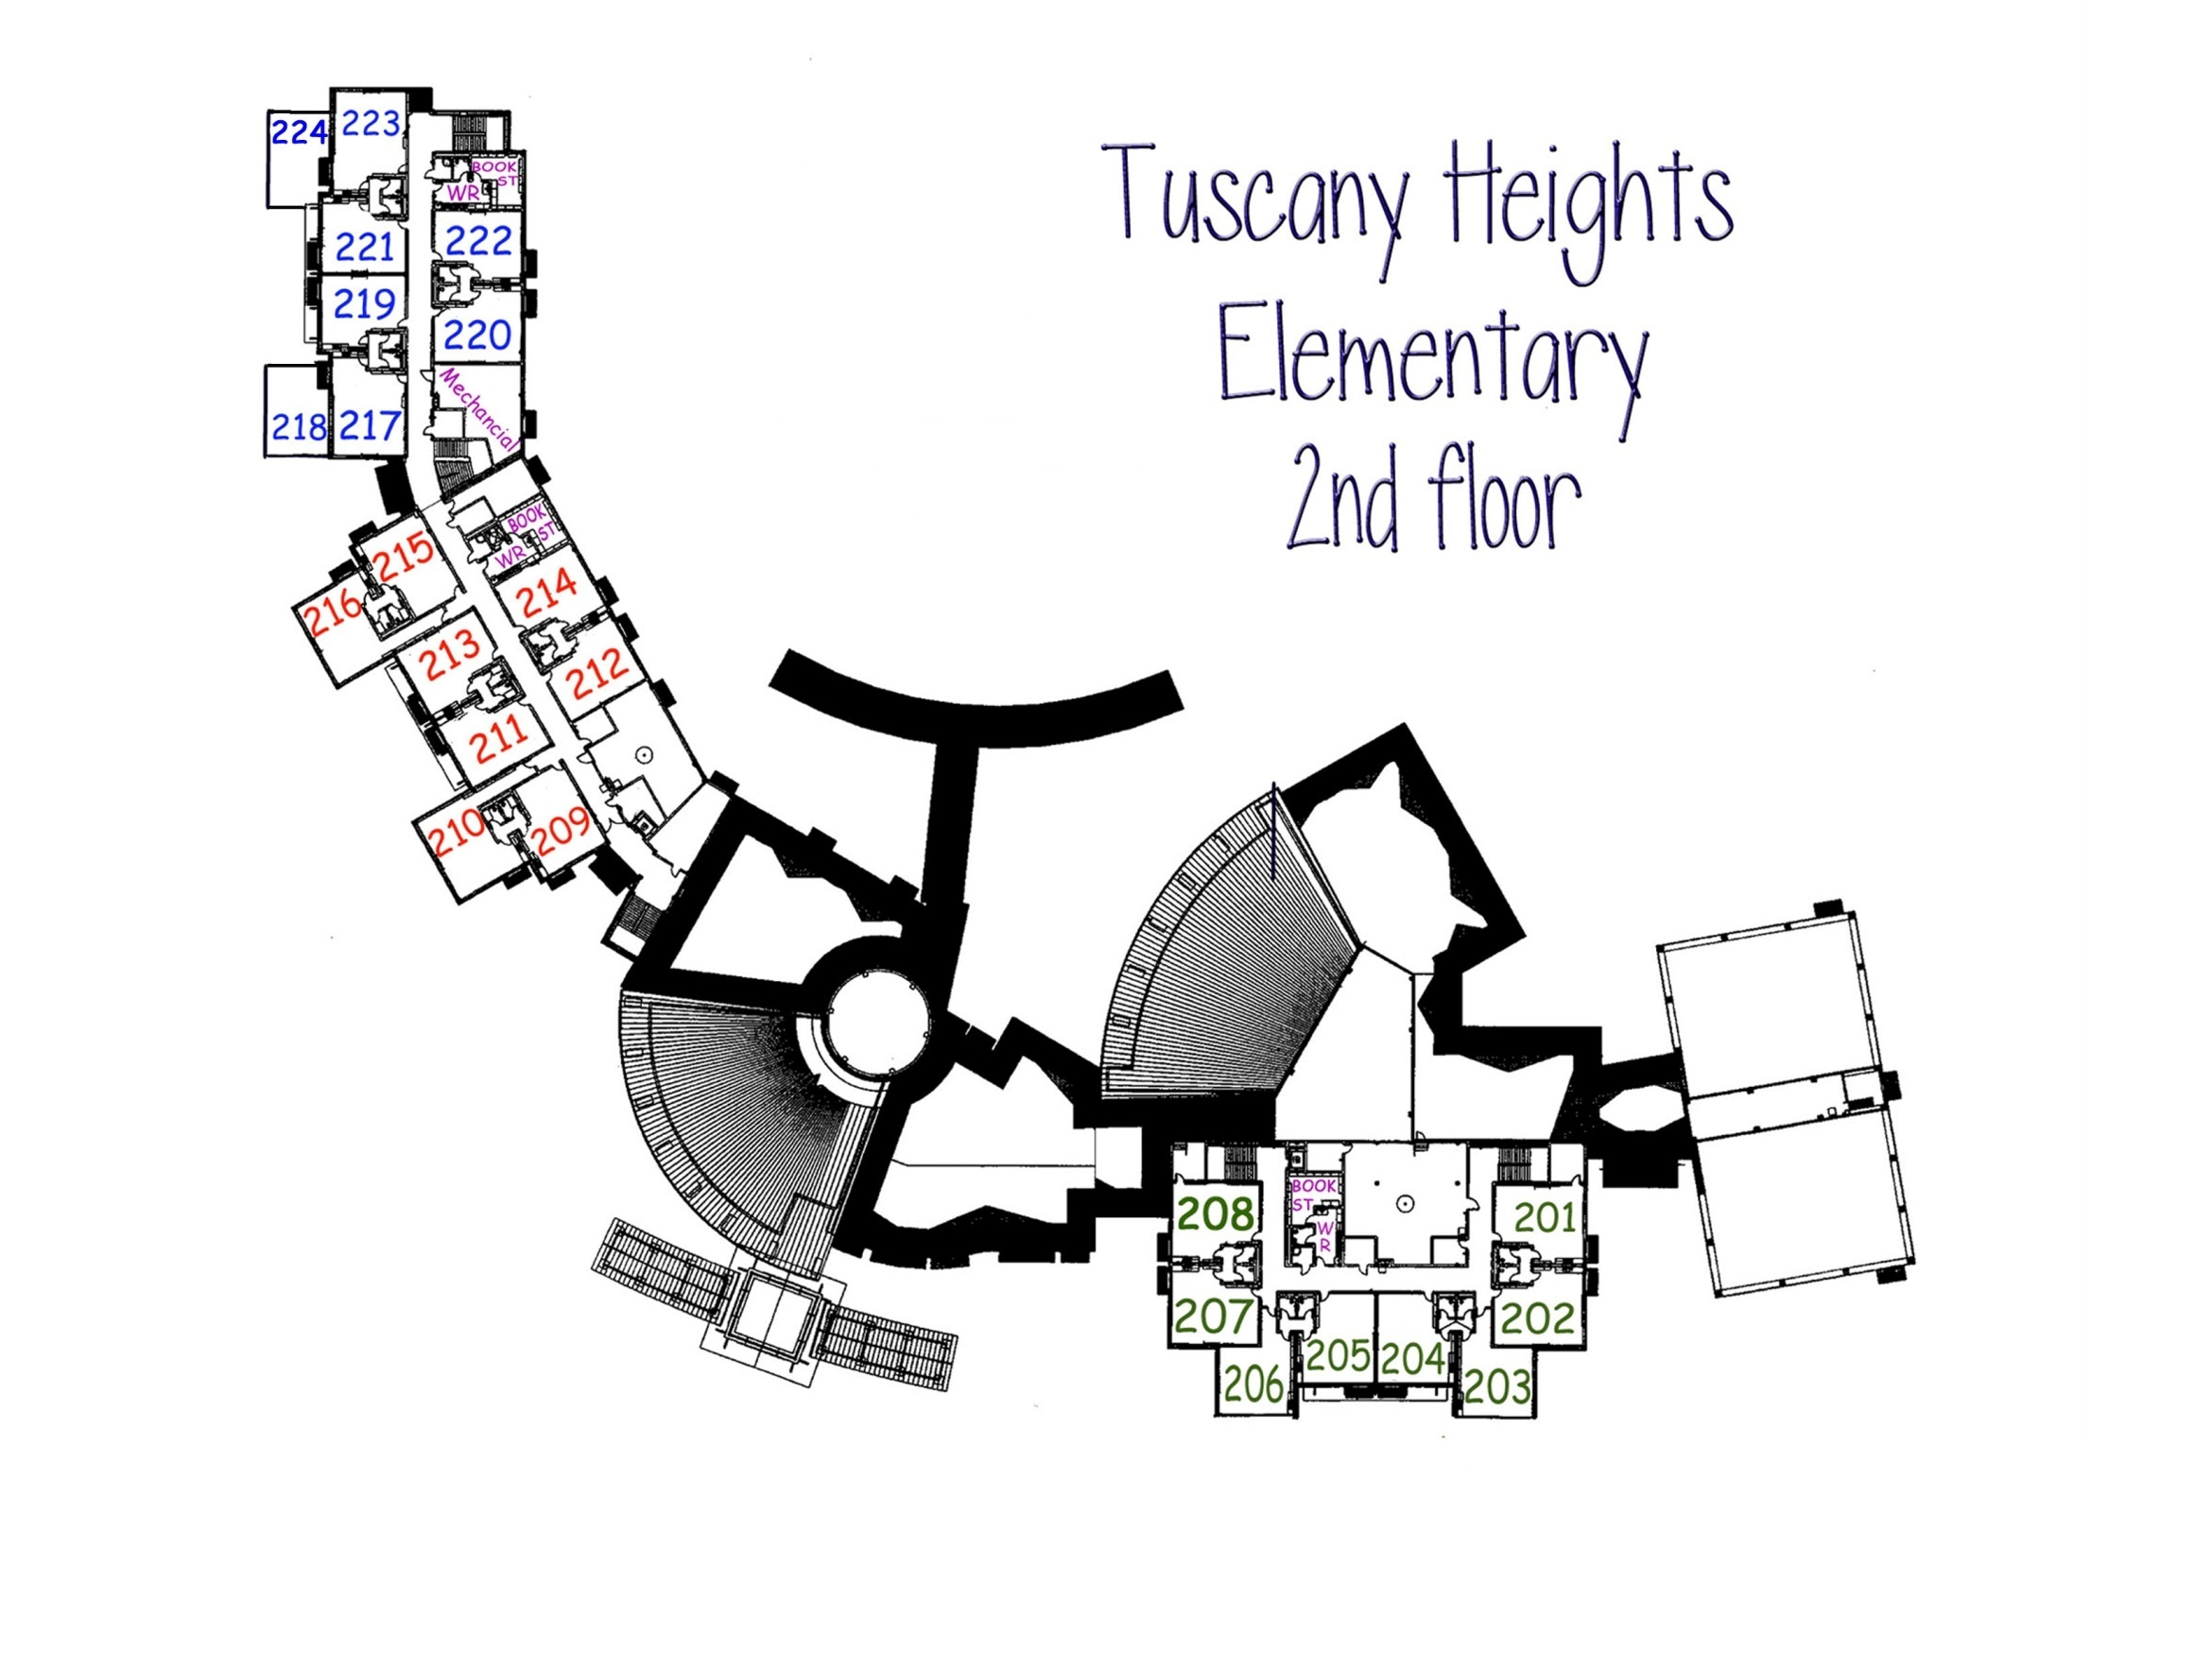 Tuscany Heights
Elementary
2nd floor
224
223
BOOK
ST
WR
221
222
219
220
Mechancial
218
217
BOOK
ST
WR
215
216
214
213
212
211
210
209
208
BOOK
ST
W
R
201
207
202
205
204
206
203